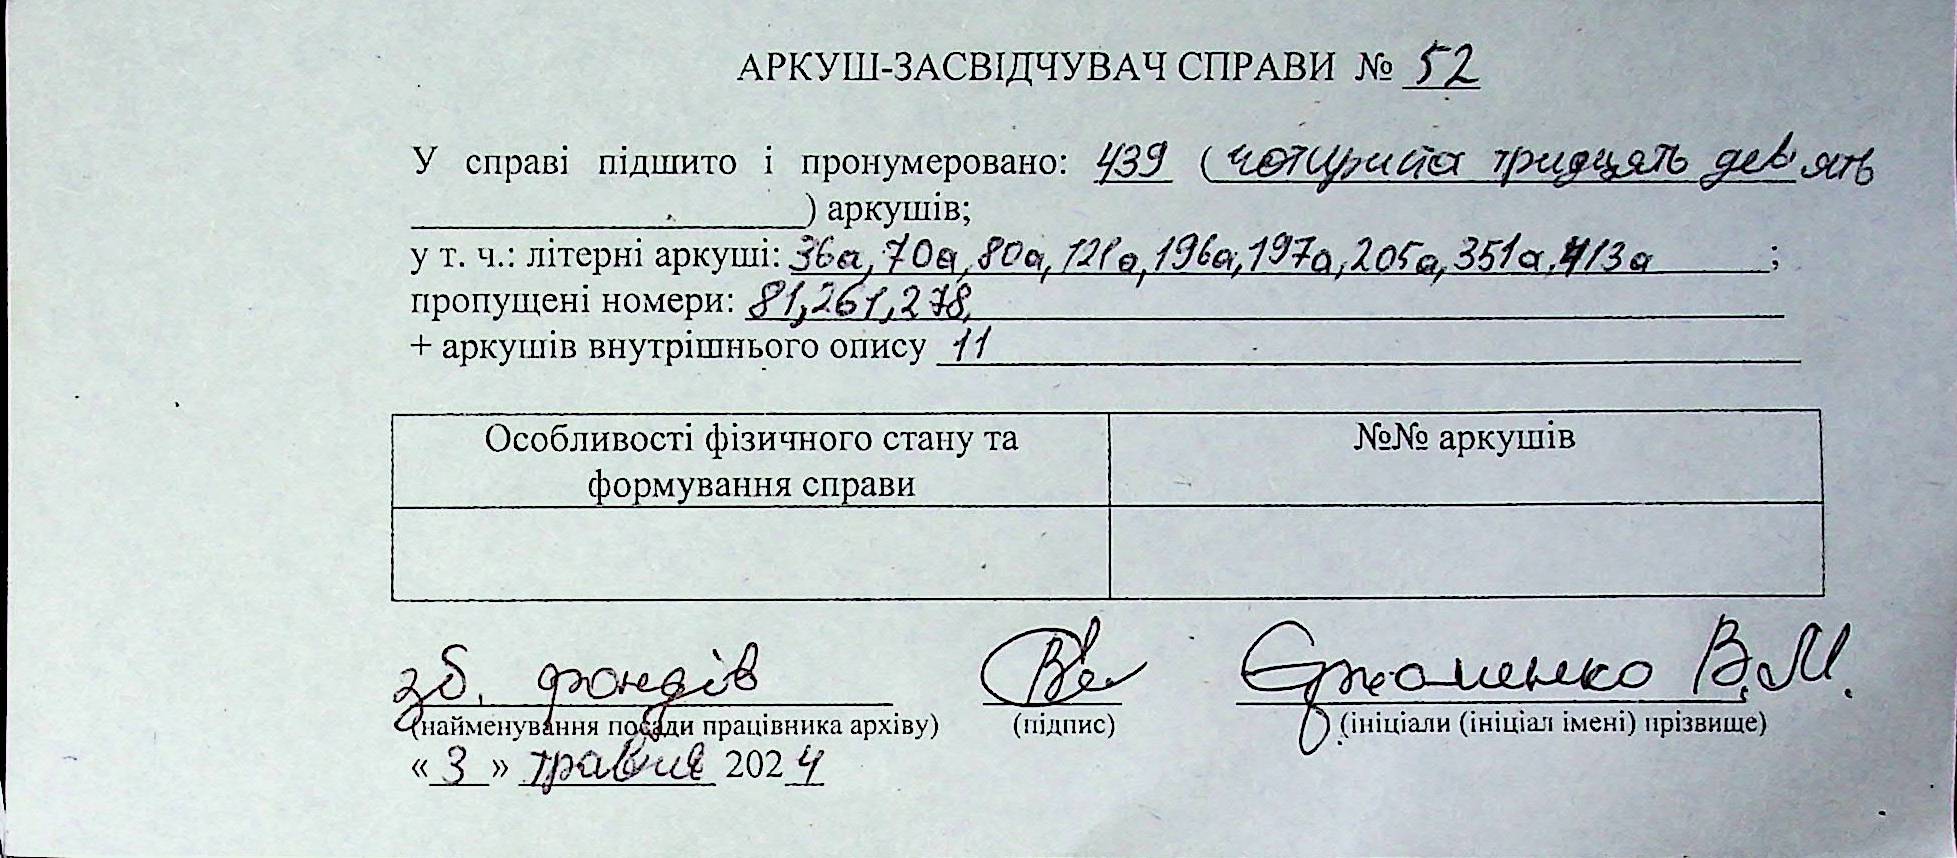 АРКУШ-ЗАСВІДЧУВАЧ СПРАВИ № 52
У справі підшито і пронумеровано: 439 (чотириста тридцять дев'ять
) аркушів;
у т. ч.: літерні аркуші: 36а, 70а, 80а, 121а, 196а, 197а, 205а, 351а, 413а ;
пропущені номери: 81, 261, 278,
+ аркушів внутрішнього опису 11
Особливості фізичного стану та формування справи
№№ аркушів
зб. фондів
В.М.
(найменування посади працівника архіву) (підпис) (ініціали (ініціал імені) прізвище)
« 3 » травня 2024